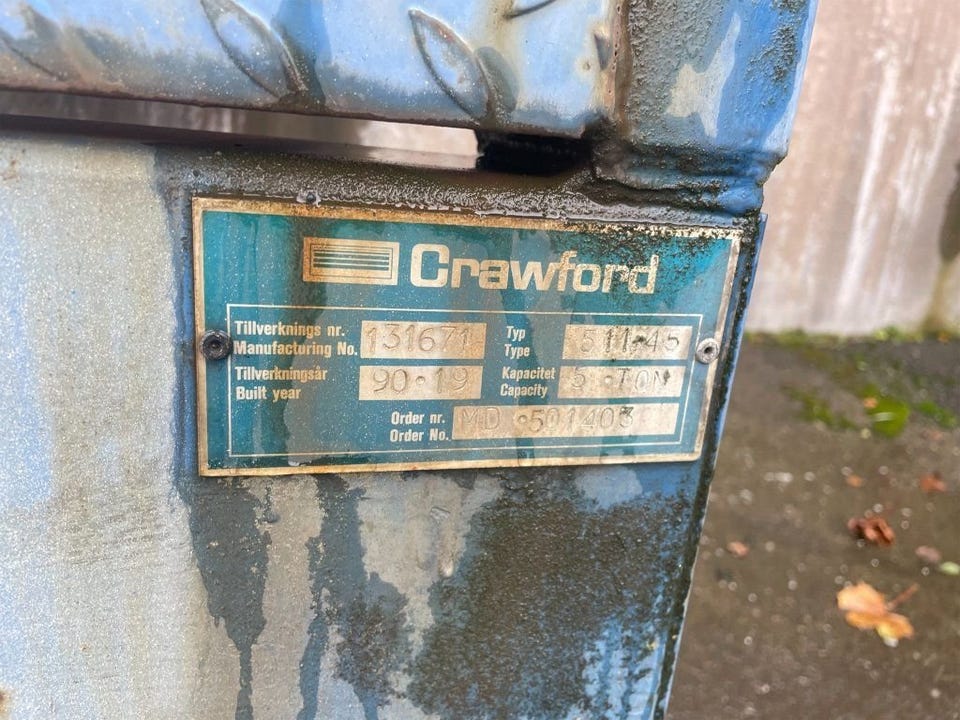 Crawford
Tillverknings nr. 131671 Typ 511-45
Manufacturing No. Type
Tillverkningsår 90•19 Kapacitet 5•TON
Built year Capacity
Order nr. MD•501403
Order No.